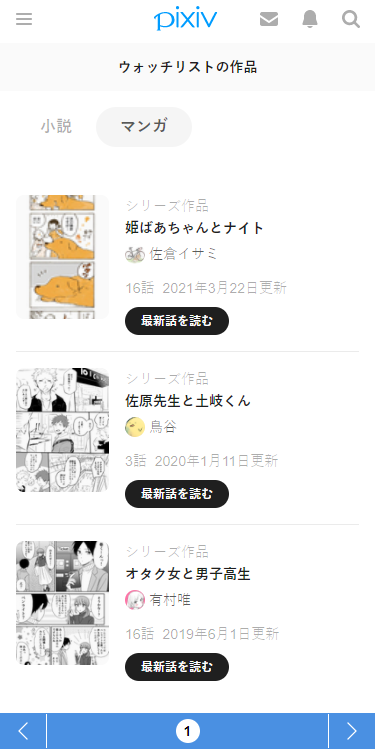 pixiv
ウォッチリストの作品
小説 マンガ
シリーズ作品
姫ばあちゃんとナイト
佐倉イサミ
16話 2021年3月22日更新
最新話を読む
シリーズ作品
佐原先生と土岐くん
鳥谷
3話 2020年1月11日更新
最新話を読む
シリーズ作品
オタク女と男子高生
有村唯
16話 2019年6月1日更新
最新話を読む
1